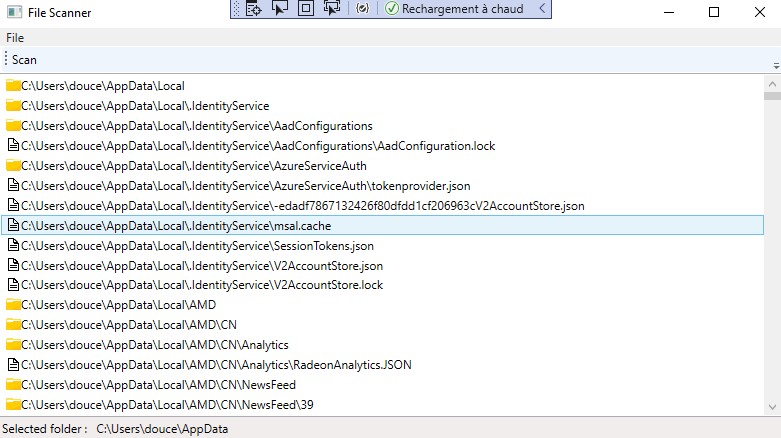 File Scanner
Rechargement à chaud
File
Scan
C:\Users\douce\AppData\Local
C:\Users\douce\AppData\Local\.IdentityService
C:\Users\douce\AppData\Local\.IdentityService\AadConfigurations
C:\Users\douce\AppData\Local\.IdentityService\AadConfigurations\AadConfiguration.lock
C:\Users\douce\AppData\Local\.IdentityService\AzureServiceAuth
C:\Users\douce\AppData\Local\.IdentityService\AzureServiceAuth\tokenprovider.json
C:\Users\douce\AppData\Local\.IdentityService\-edadf7867132426f80dfdd1cf206963cV2AccountStore.json
C:\Users\douce\AppData\Local\.IdentityService\msal.cache
C:\Users\douce\AppData\Local\.IdentityService\SessionTokens.json
C:\Users\douce\AppData\Local\.IdentityService\V2AccountStore.json
C:\Users\douce\AppData\Local\.IdentityService\V2AccountStore.lock
C:\Users\douce\AppData\Local\AMD
C:\Users\douce\AppData\Local\AMD\CN
C:\Users\douce\AppData\Local\AMD\CN\Analytics
C:\Users\douce\AppData\Local\AMD\CN\Analytics\RadeonAnalytics.JSON
C:\Users\douce\AppData\Local\AMD\CN\NewsFeed
C:\Users\douce\AppData\Local\AMD\CN\NewsFeed\39
Selected folder : C:\Users\douce\AppData